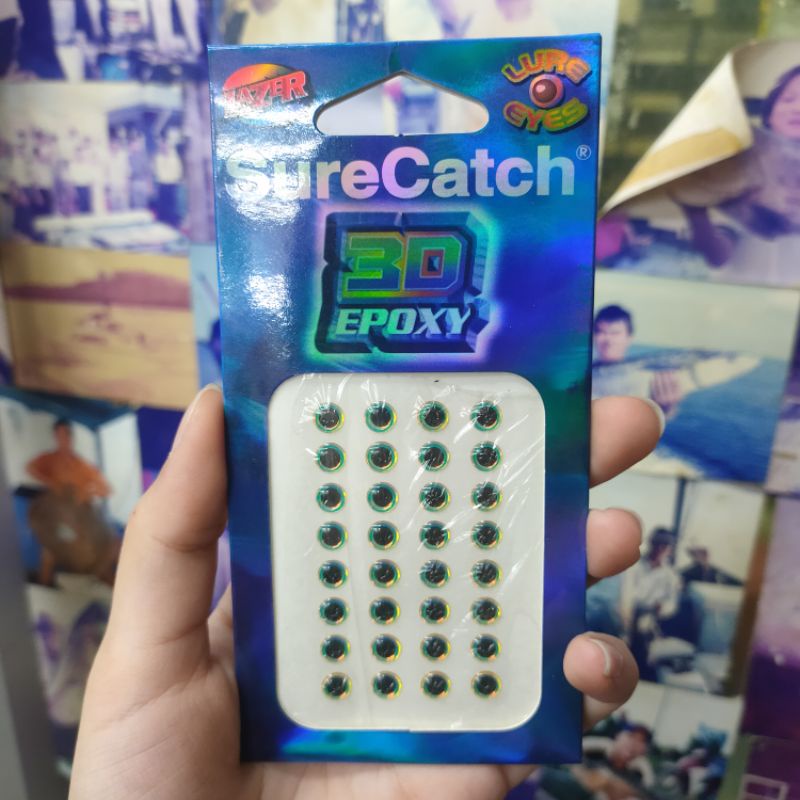 LAZER
LURE
EYES
SureCatch®
3D
EPOXY